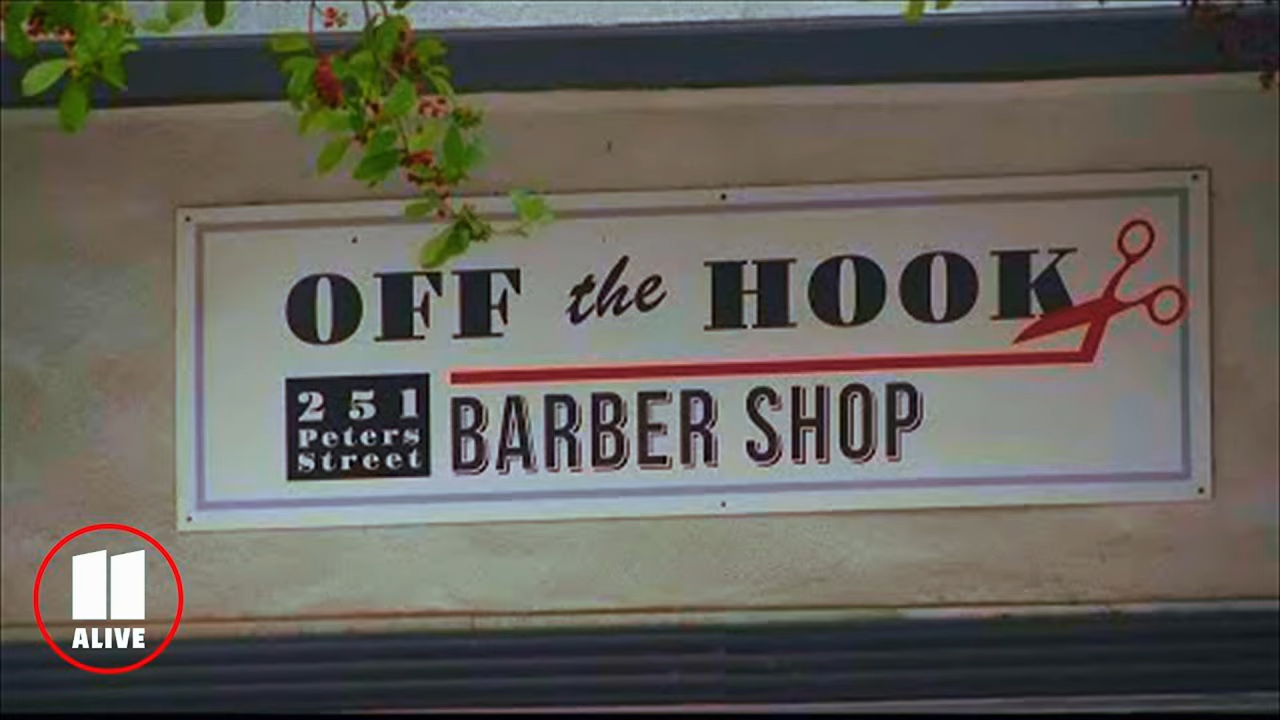 OFF the HOOK
251
Peters
Street
BARBER SHOP
11
ALIVE